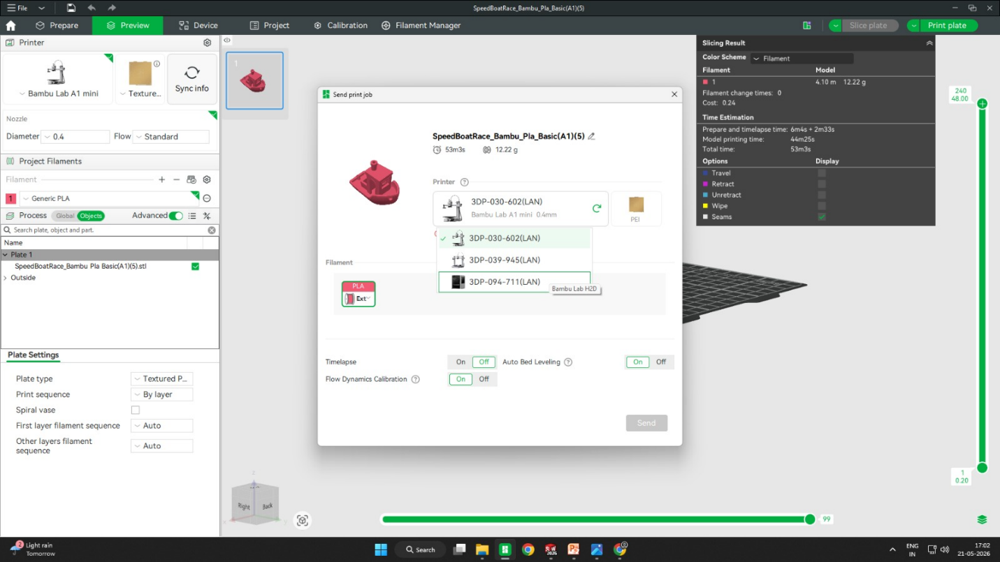 File
SpeedBoatRace_Bambu_Pla_Basic(A1)(5)
Prepare
Preview
Device
Project
Calibration
Filament Manager
Slice plate
Print plate
Printer
Bambu Lab A1 mini
Texture...
Sync info
Nozzle
Diameter 0.4 Flow Standard
Project Filaments
Filament
1 Generic PLA
Process Global Objects Advanced
Search plate, object and part.
Name
Plate 1
SpeedBoatRace_Bambu Pla Basic(A1)(5).stl
Outside
Plate Settings
Plate type Textured P...
Print sequence By layer
Spiral vase
First layer filament sequence Auto
Other layers filament
sequence Auto
1
Send print job
SpeedBoatRace_Bambu_Pla_Basic(A1)(5)
53m3s 12.22 g
Printer
3DP-030-602(LAN)
Bambu Lab A1 mini 0.4mm
PEI
3DP-030-602(LAN)
3DP-039-945(LAN)
3DP-094-711(LAN)
Bambu Lab H2D
Filament
PLA
Ext
Timelapse On Off Auto Bed Leveling On Off
Flow Dynamics Calibration On Off
Send
Slicing Result
Color Scheme Filament
Filament Model
1 4.10 m 12.22 g
Filament change times: 0
Cost: 0.24
Time Estimation
Prepare and timelapse time: 6m4s + 2m33s
Model printing time: 44m25s
Total time: 53m3s
Options Display
Travel
Retract
Unretract
Wipe
Seams
240
48.00
1
0.20
z
Right Back
x y
99
2
Light rain
Tomorrow
Search
2026
ENG
IN
17:02
21-05-2026